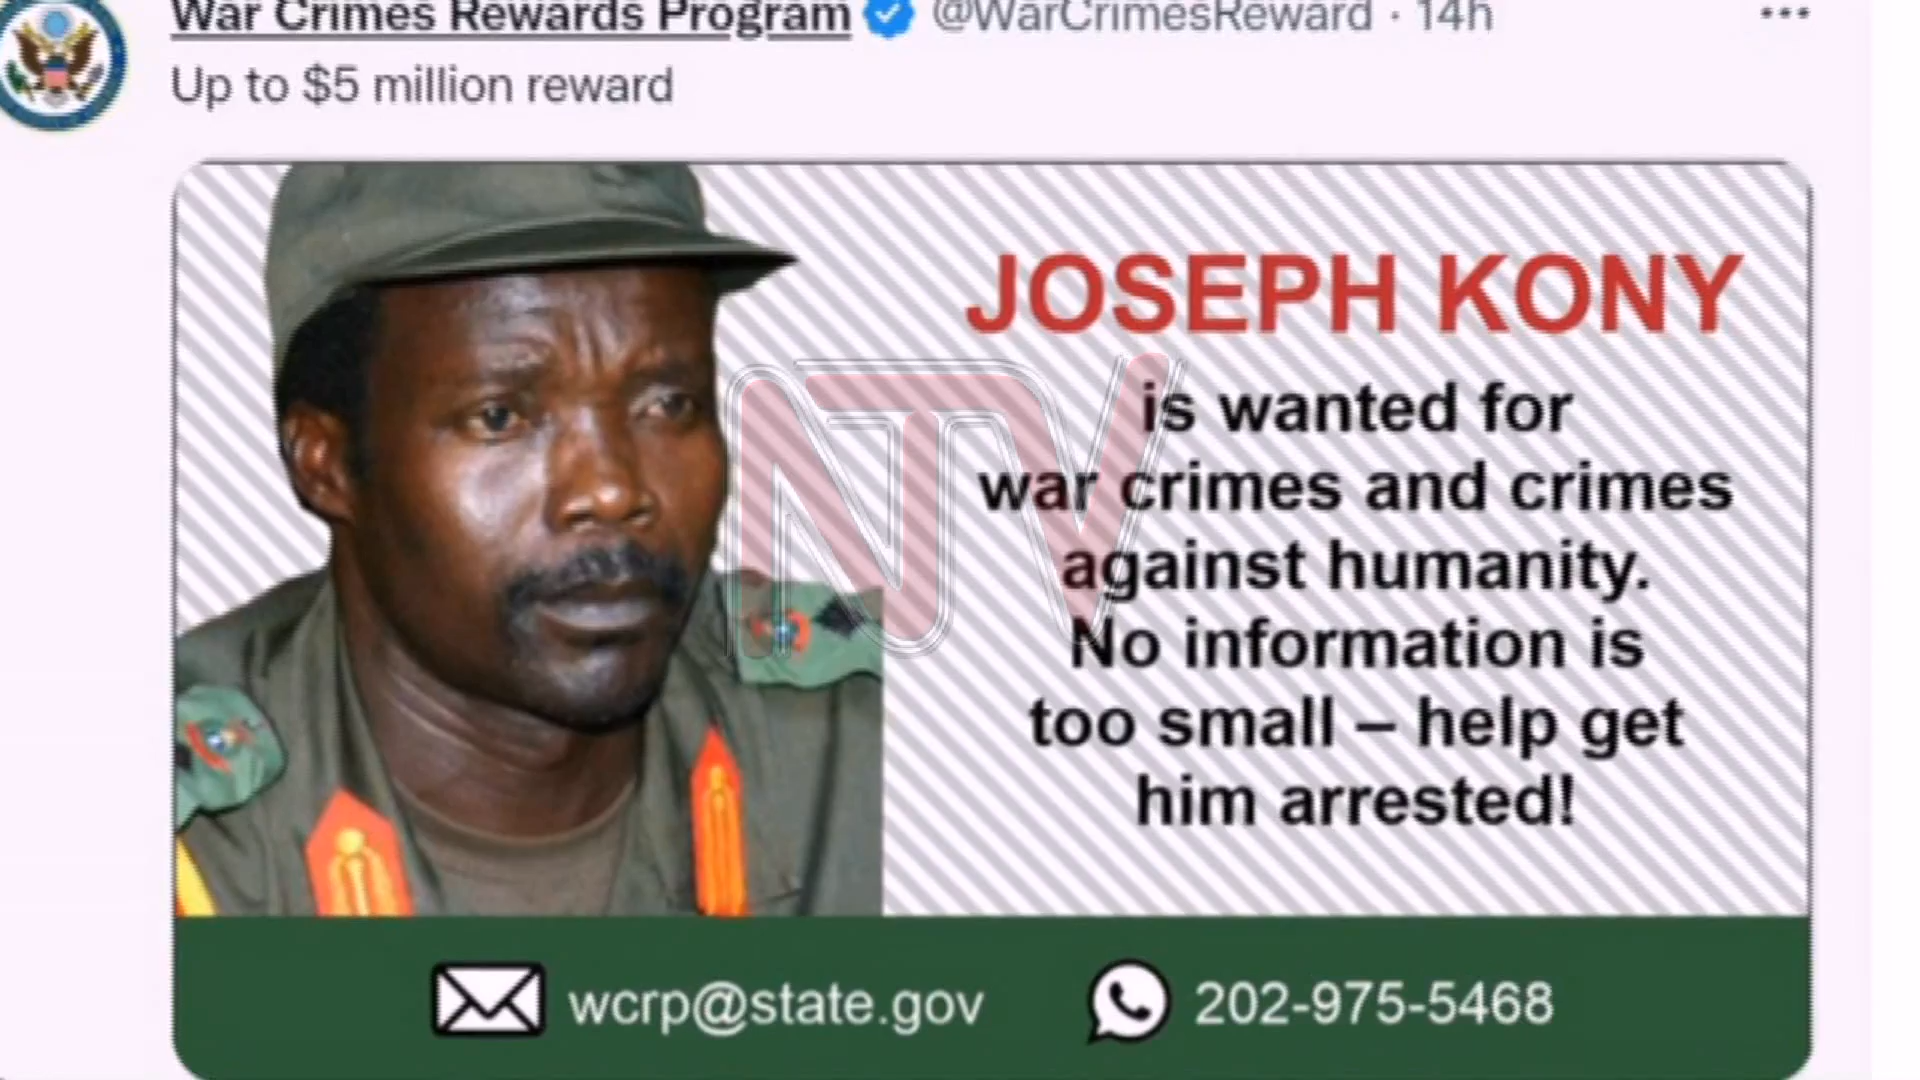 War Crimes Rewards Program @WarCrimesReward · 14h
Up to $5 million reward
JOSEPH KONY
is wanted for
war crimes and crimes
against humanity.
No information is
too small – help get
him arrested!
NTV
wcrp@state.gov 202-975-5468